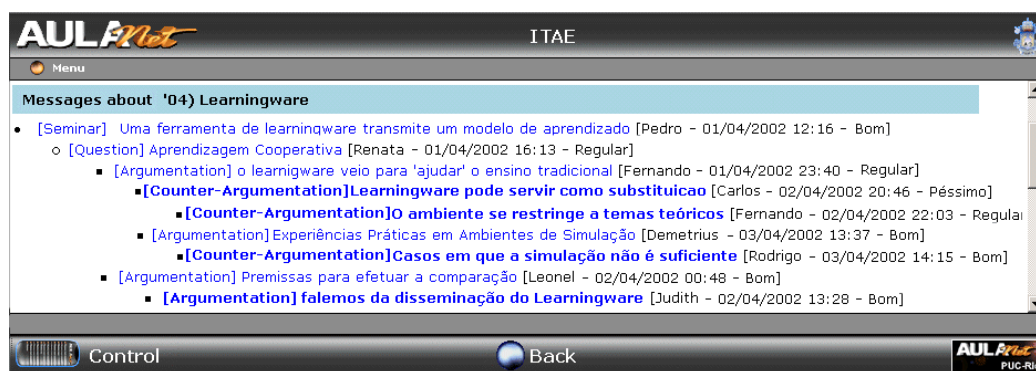 AULANet
ITAE
Menu
Messages about '04) Learningware
[Seminar] Uma ferramenta de learningware transmite um modelo de aprendizado [Pedro - 01/04/2002 12:16 - Bom]
[Question] Aprendizagem Cooperativa [Renata - 01/04/2002 16:13 - Regular]
[Argumentation] o learnigware veio para 'ajudar' o ensino tradicional [Fernando - 01/04/2002 23:40 - Regular]
[Counter-Argumentation]Learningware pode servir como substituicao [Carlos - 02/04/2002 20:46 - Péssimo]
[Counter-Argumentation]O ambiente se restringe a temas teóricos [Fernando - 02/04/2002 22:03 - Regular
[Argumentation] Experiências Práticas em Ambientes de Simulação [Demetrius - 03/04/2002 13:37 - Bom]
[Counter-Argumentation]Casos em que a simulação não é suficiente [Rodrigo - 03/04/2002 14:15 - Bom]
[Argumentation] Premissas para efetuar a comparação [Leonel - 02/04/2002 00:48 - Bom]
[Argumentation] falemos da disseminação do Learningware [Judith - 02/04/2002 13:28 - Bom]
Control
Back
AULANet
PUC-Ri